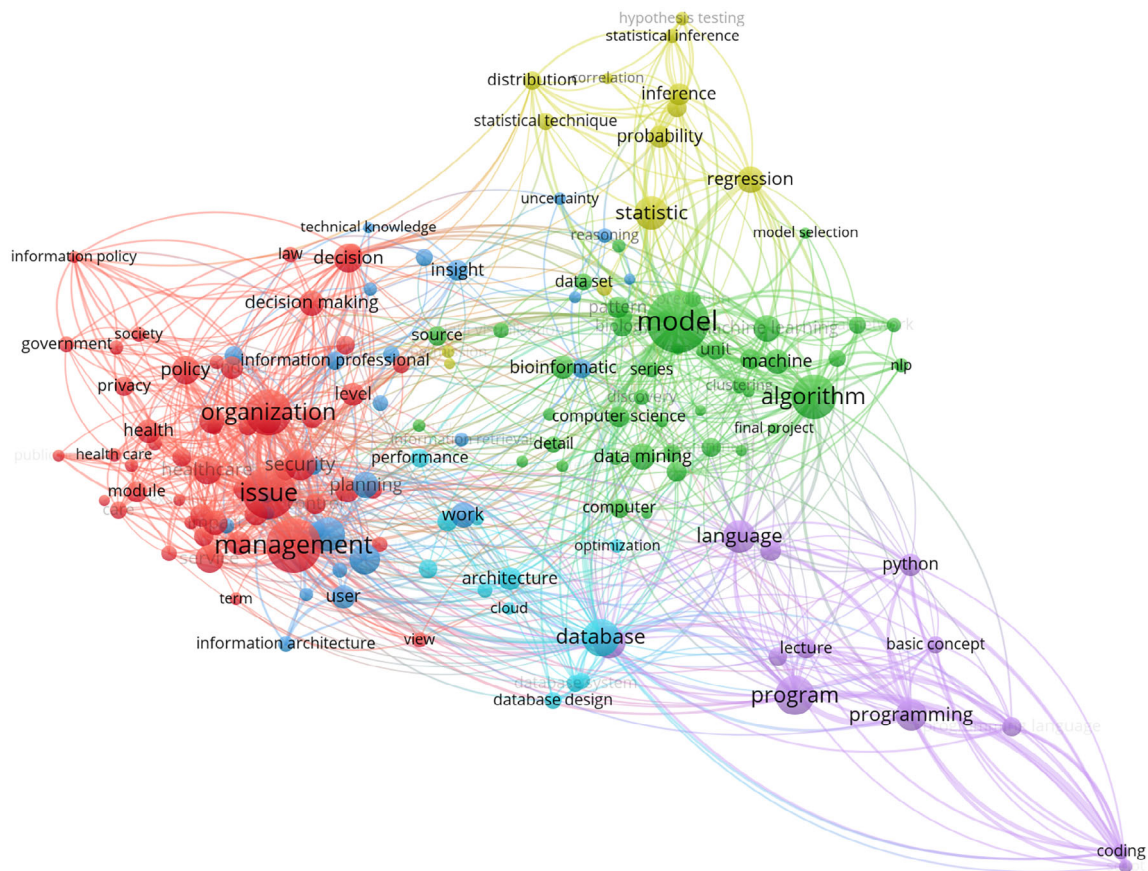 hypothesis testing
statistical inference
distribution
correlation
inference
statistical technique
probability
regression
uncertainty
statistic
technical knowledge
reasoning
model selection
information policy
law
decision
insight
data set
decision making
pattern
model
machine learning
society
source
government
information professional
unit
policy
bioinformatic
series
machine
nlp
privacy
level
clustering
discovery
algorithm
organization
computer science
final project
health
information retrieval
detail
health care
performance
data mining
public
healthcare
security
planning
module
issue
care
computer
work
language
management
optimization
service
python
architecture
user
term
cloud
information architecture
view
database
lecture
basic concept
database system
database design
program
programming
coding